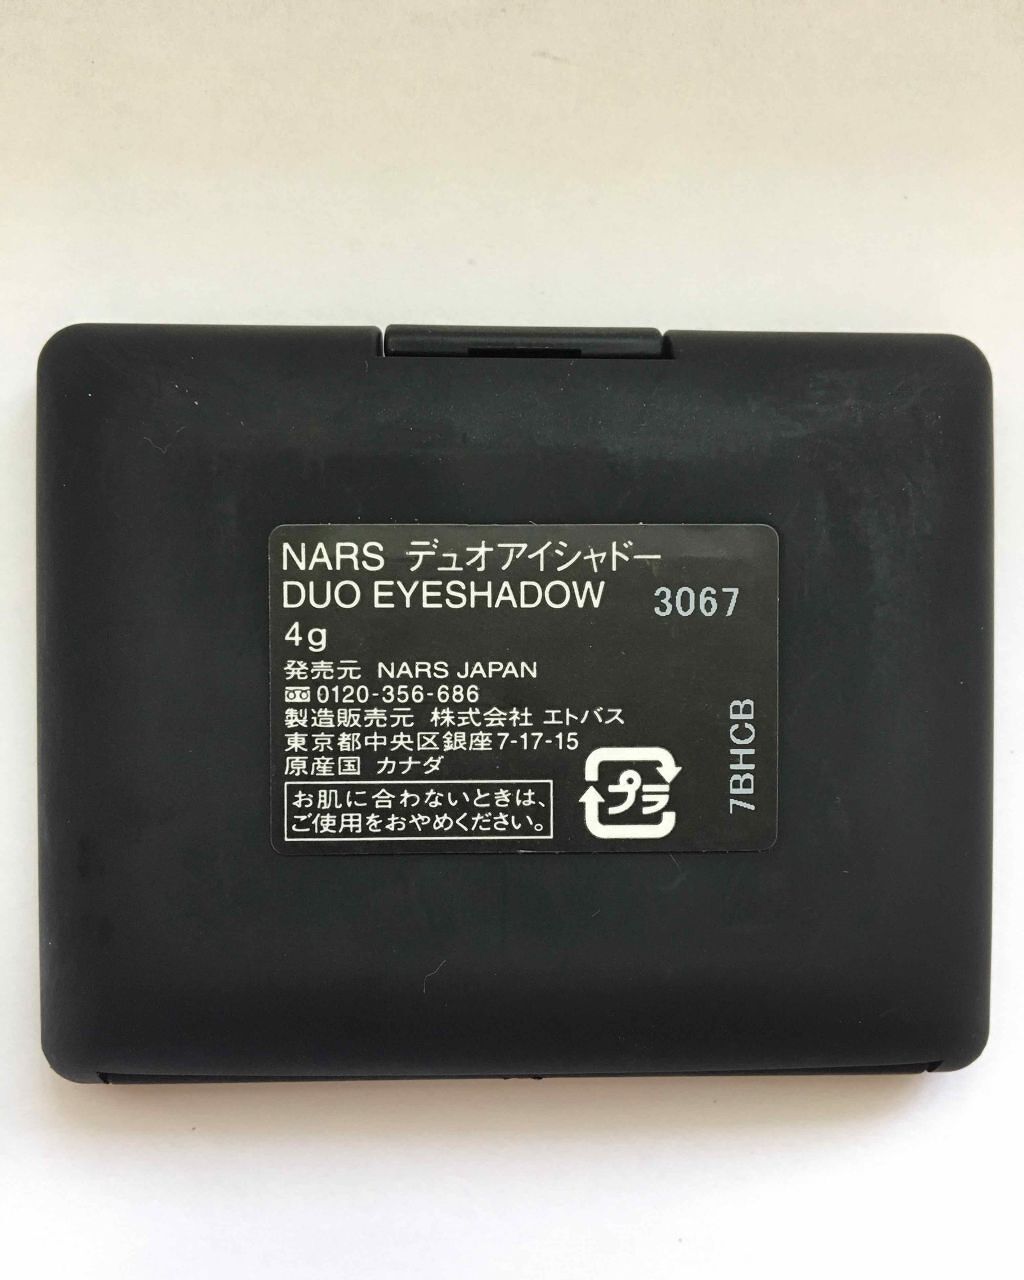 NARS デュオアイシャドー
DUO EYESHADOW 3067
4g
発売元 NARS JAPAN
0120-356-686
製造販売元 株式会社 エトバス
東京都中央区銀座7-17-15
原産国 カナダ
お肌に合わないときは、
ご使用をおやめください。
プラ
7BHCB